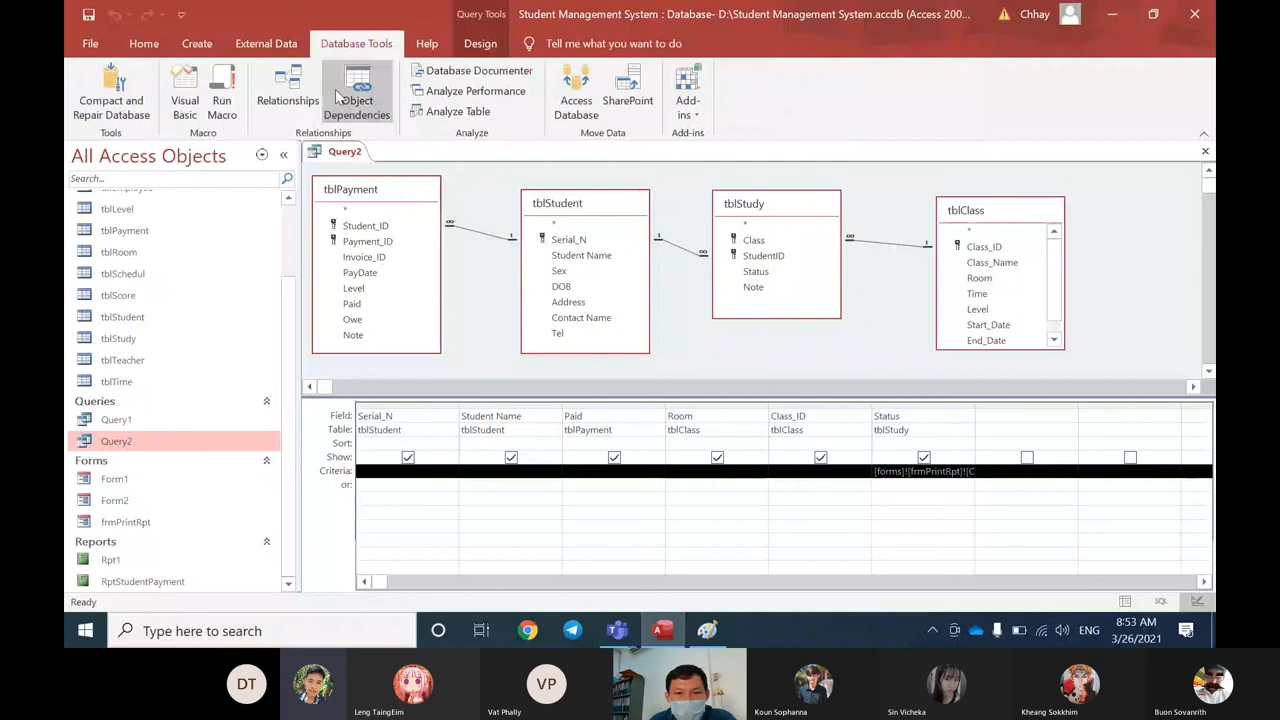 Query Tools
Student Management System : Database- D:\Student Management System.accdb (Access 200...
Chhay
File
Home
Create
External Data
Database Tools
Help
Design
Tell me what you want to do
Compact and
Repair Database
Visual
Basic
Run
Macro
Relationships
Object
Dependencies
Database Documenter
Analyze Performance
Analyze Table
Access
Database
SharePoint
Add-
ins
Tools
Macro
Relationships
Analyze
Move Data
Add-ins
All Access Objects
Search...
tblLevel
tblPayment
tblRoom
tblSchedul
tblScore
tblStudent
tblStudy
tblTeacher
tblTime
Queries
Query1
Query2
Forms
Form1
Form2
frmPrintRpt
Reports
Rpt1
RptStudentPayment
Query2
tblPayment
*
Student_ID
Payment_ID
Invoice_ID
PayDate
Level
Paid
Owe
Note
∞
1
tblStudent
*
Serial_N
Student Name
Sex
DOB
Address
Contact Name
Tel
1
∞
tblStudy
*
Class
StudentID
Status
Note
∞
1
tblClass
*
Class_ID
Class_Name
Room
Time
Level
Start_Date
End_Date
Field: Serial_N Student Name Paid Room Class_ID Status
Table: tblStudent tblStudent tblPayment tblClass tblClass tblStudy
Sort:
Show:
Criteria: [forms]![frmPrintRpt]![C
or:
Ready
SQL
Type here to search
ENG
8:53 AM
3/26/2021
DT
Leng TaingEim
VP
Vat Phally
Koun Sophanna
Sin Vicheka
Kheang Sokkhim
Buon Sovanrith